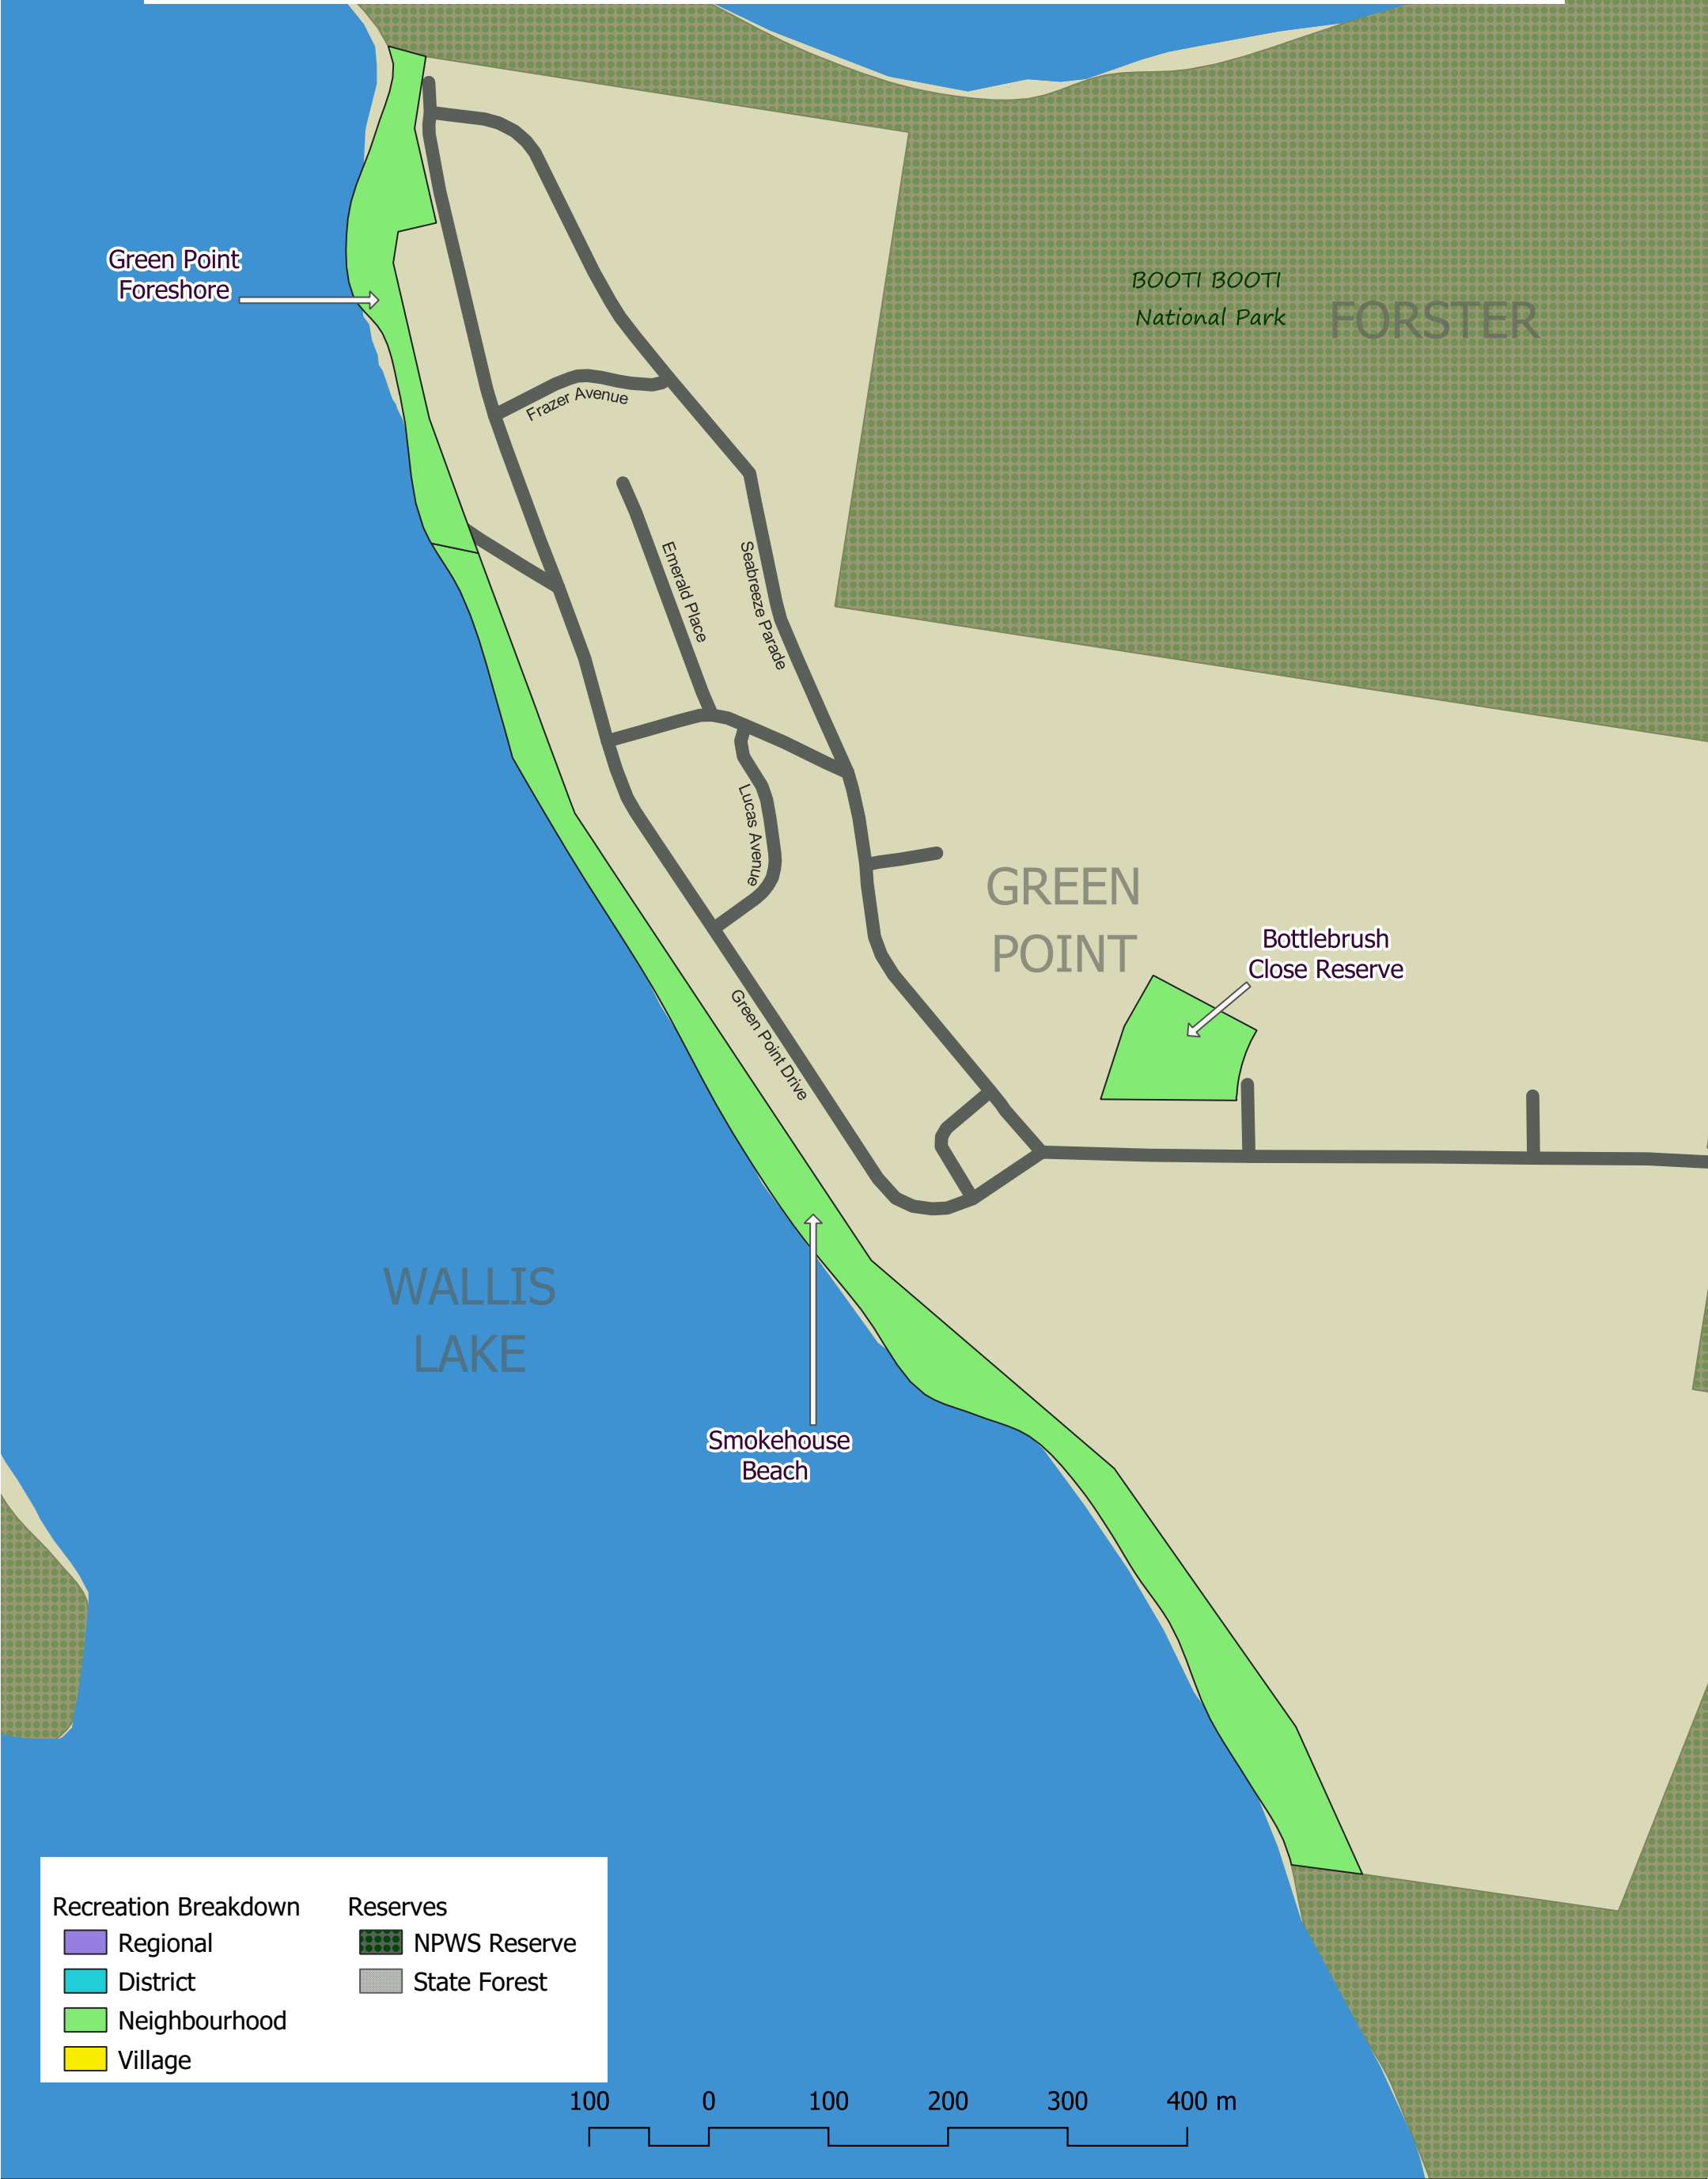 Green Point
Foreshore
BOOTI BOOTI
National Park
FORSTER
Frazer Avenue
Emerald Place
Seabreeze Parade
Lucas Avenue
GREEN
POINT
Bottlebrush
Close Reserve
Green Point Drive
WALLIS
LAKE
Smokehouse
Beach
Recreation Breakdown
Regional
District
Neighbourhood
Village
Reserves
NPWS Reserve
State Forest
100 0 100 200 300 400 m